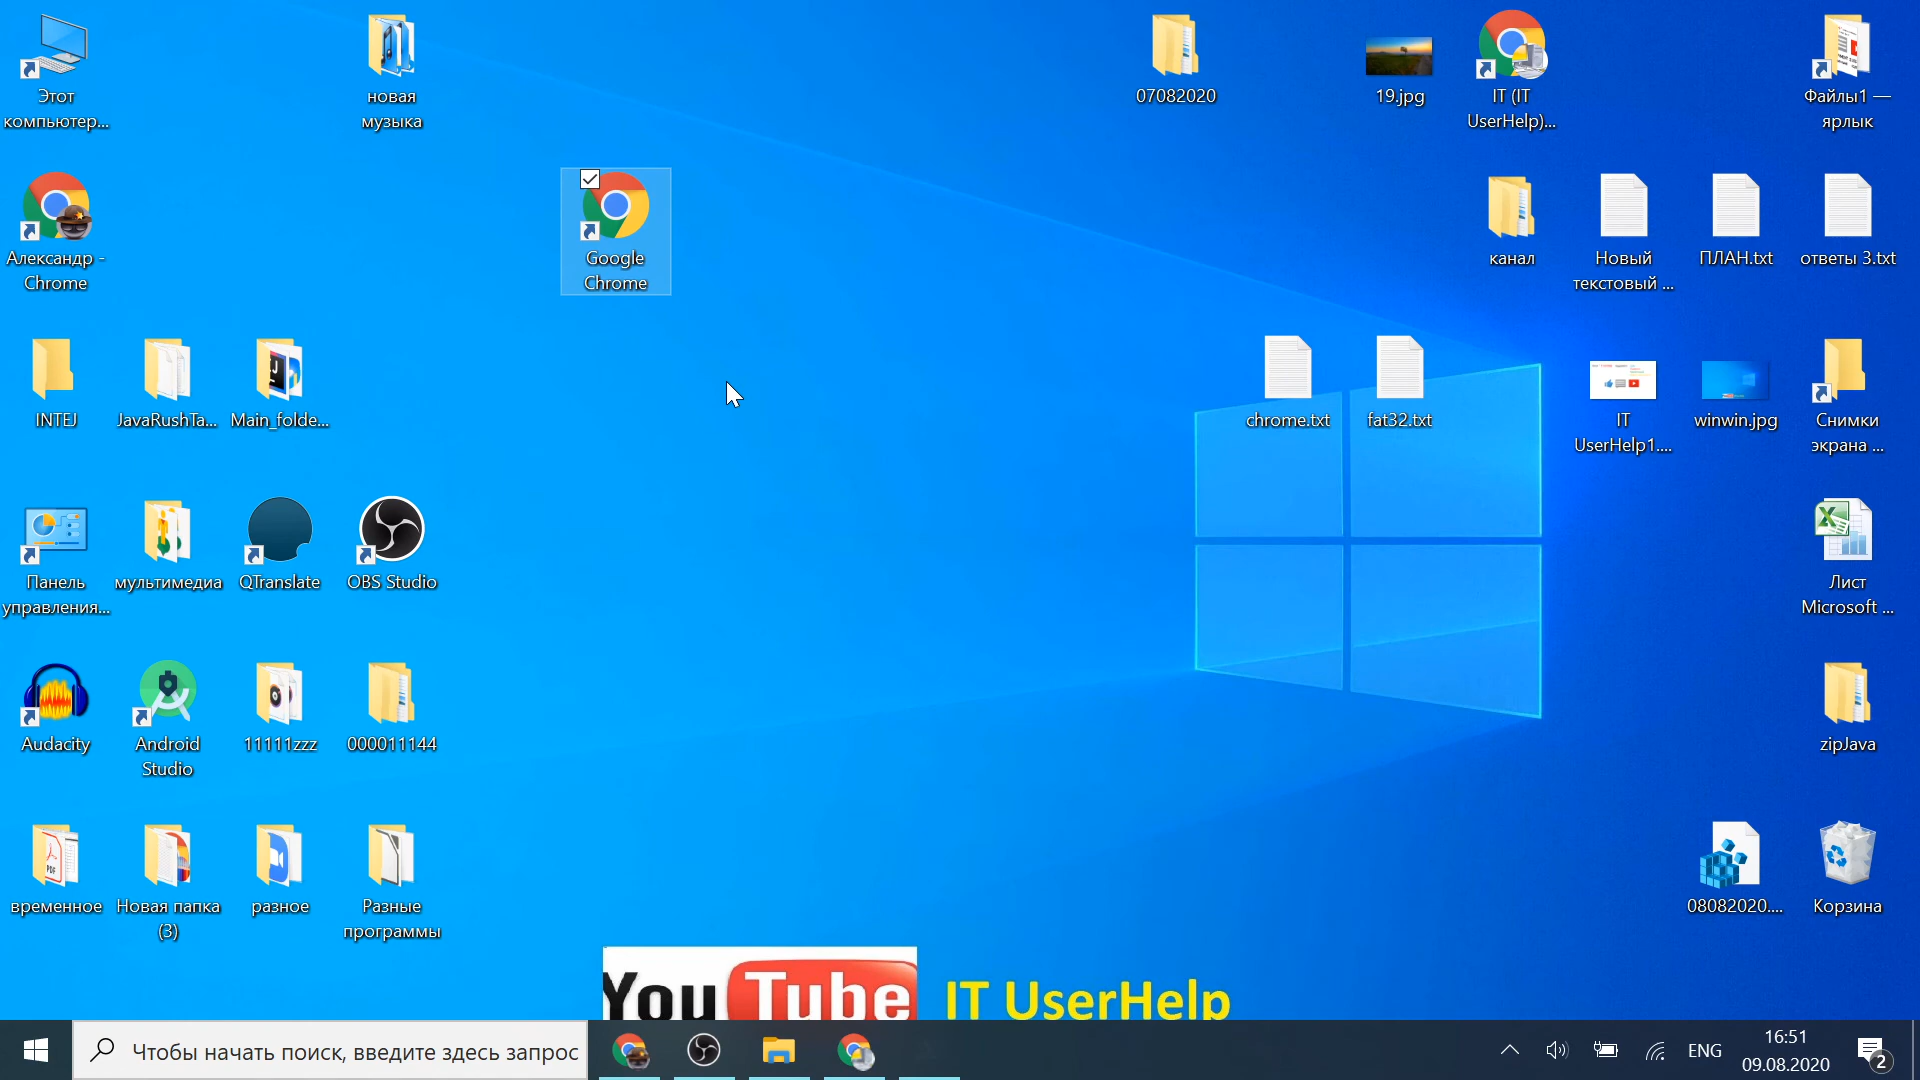 Этот
компьютер...
новая
музыка
07082020
19.jpg
IT (IT
UserHelp)...
Файлы1 —
ярлык
Александр -
Chrome
Google
Chrome
канал
Новый
текстовый ...
ПЛАН.txt
ответы 3.txt
INTEJ
JavaRushTa...
Main_folde...
chrome.txt
fat32.txt
IT
UserHelp1....
winwin.jpg
Снимки
экрана ...
Панель
управления...
мультимедиа
QTranslate
OBS Studio
Лист
Microsoft ...
Audacity
Android
Studio
11111zzz
000011144
zipJava
временное
Новая папка
(3)
разное
Разные
программы
08082020....
Корзина
YouTube
IT UserHelp
Чтобы начать поиск, введите здесь запрос
ENG
16:51
09.08.2020
2